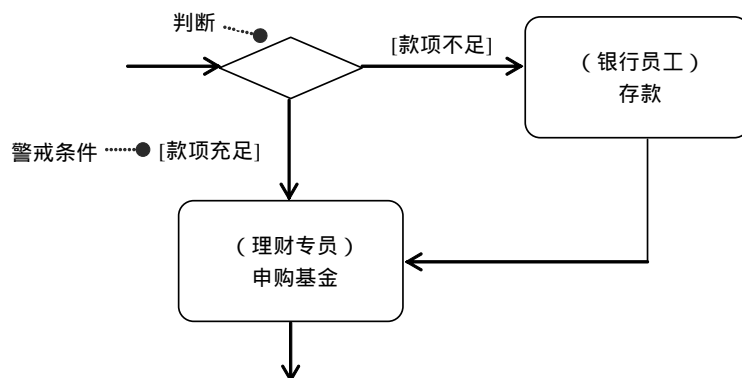 判断
[款项不足]
（银行员工）
存款
警戒条件
[款项充足]
（理财专员）
申购基金